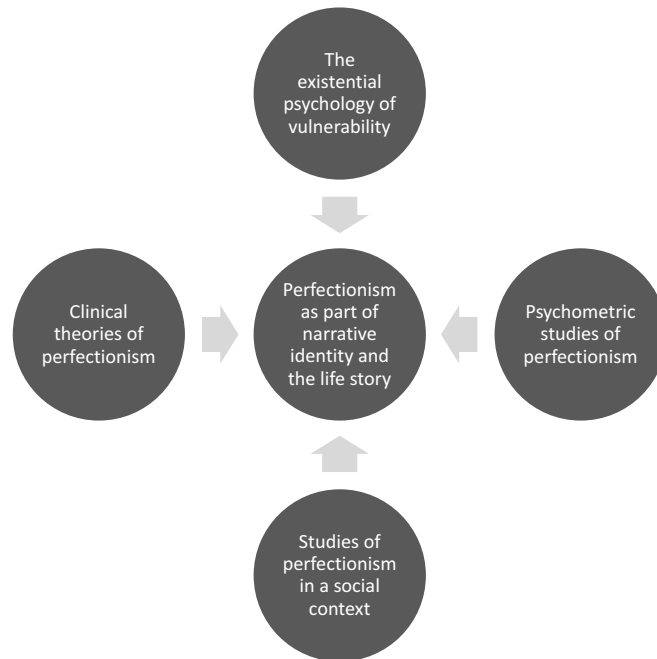 The
existential
psychology of
vulnerability
Clinical
theories of
perfectionism
Perfectionism
as part of
narrative
identity and
the life story
Psychometric
studies of
perfectionism
Studies of
perfectionism
in a social
context